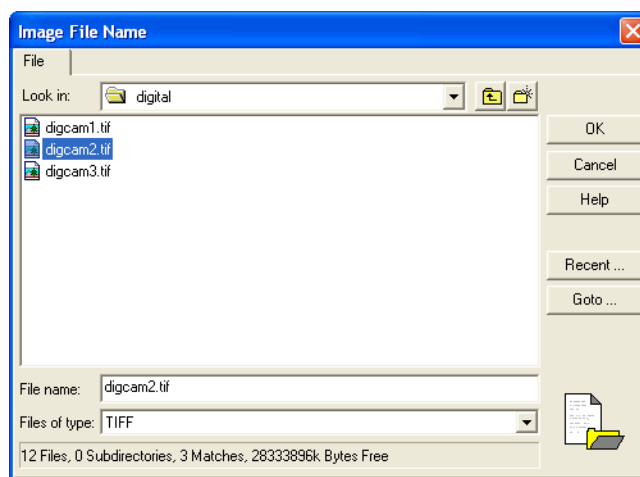 Image File Name
File
Look in: digital
digcam1.tif
digcam2.tif
digcam3.tif
OK
Cancel
Help
Recent ...
Goto ...
File name: digcam2.tif
Files of type: TIFF
12 Files, 0 Subdirectories, 3 Matches, 28333896k Bytes Free